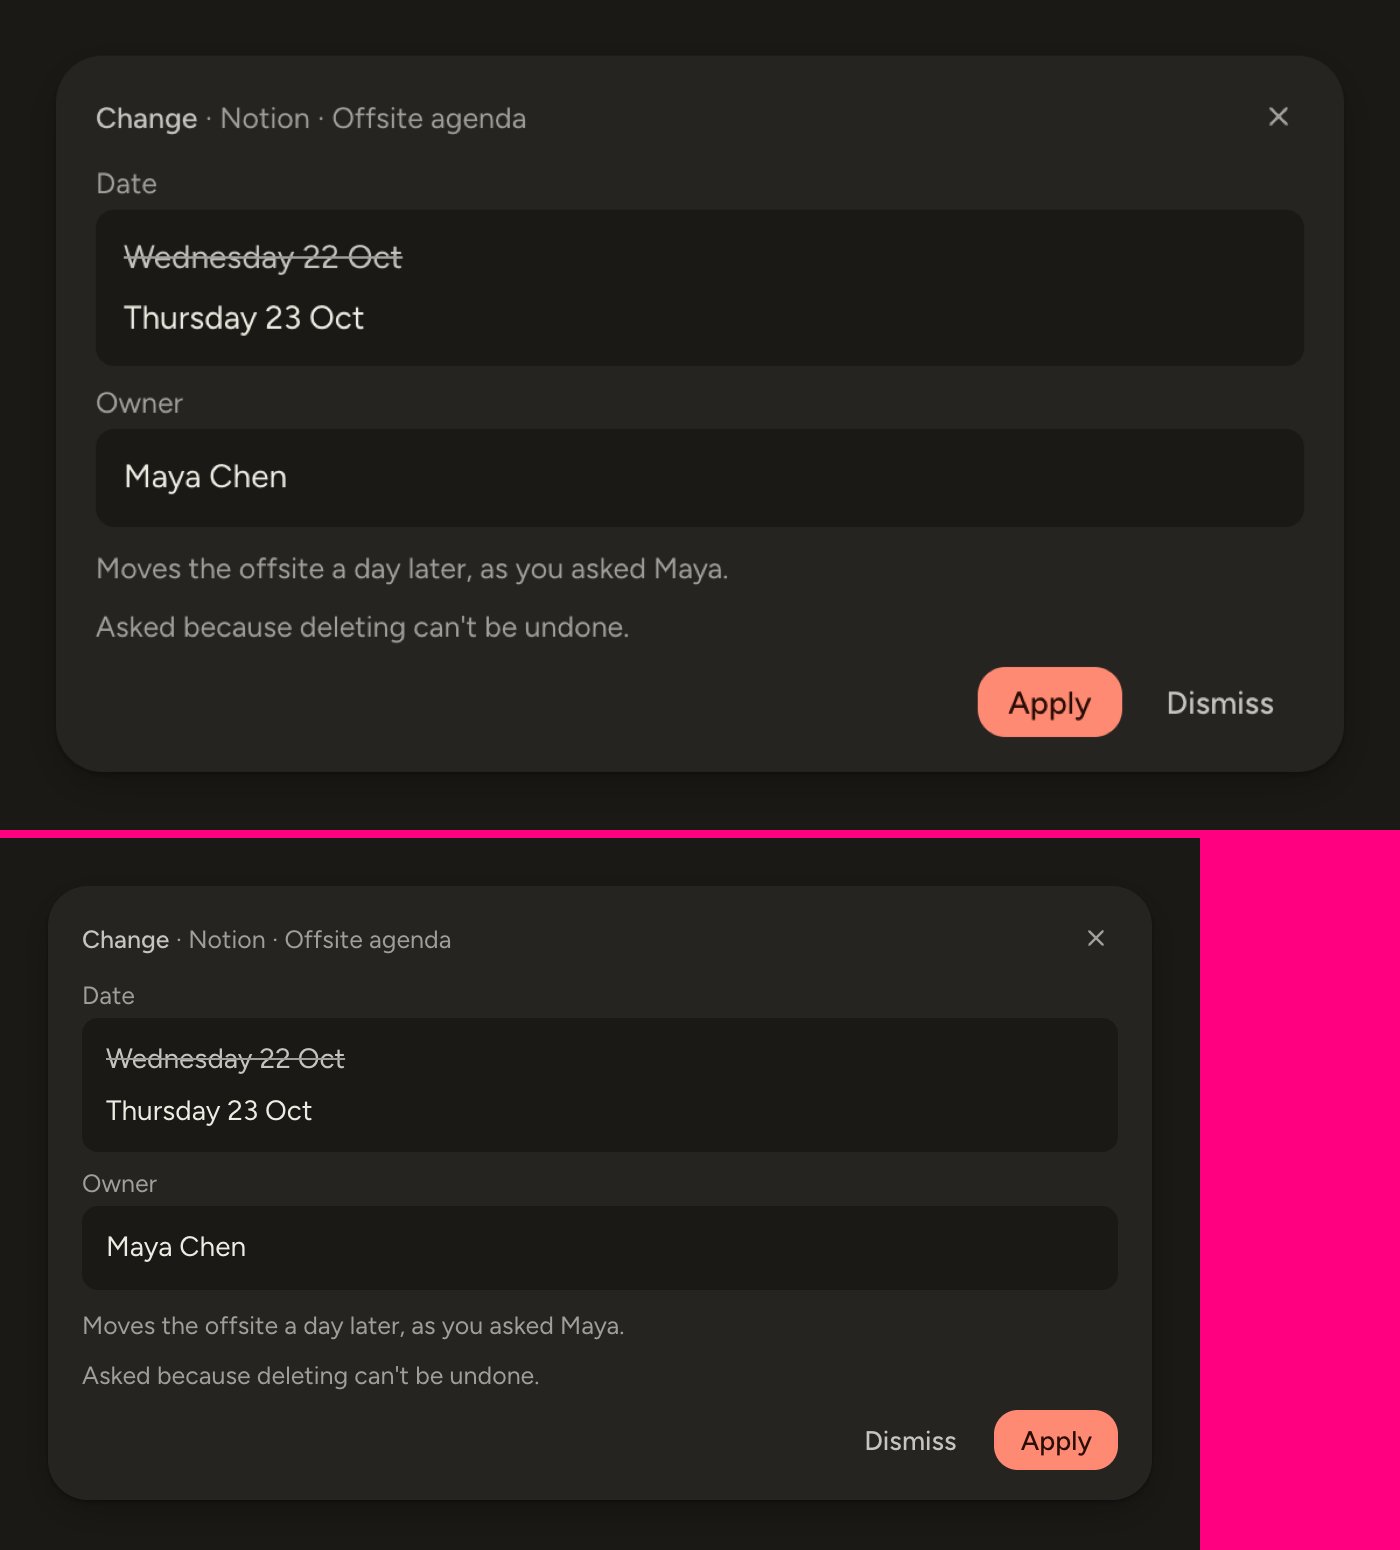 Change · Notion · Offsite agenda
Date
Wednesday 22 Oct
Thursday 23 Oct
Owner
Maya Chen
Moves the offsite a day later, as you asked Maya.
Asked because deleting can't be undone.
Apply Dismiss
Change · Notion · Offsite agenda
Date
Wednesday 22 Oct
Thursday 23 Oct
Owner
Maya Chen
Moves the offsite a day later, as you asked Maya.
Asked because deleting can't be undone.
Dismiss Apply